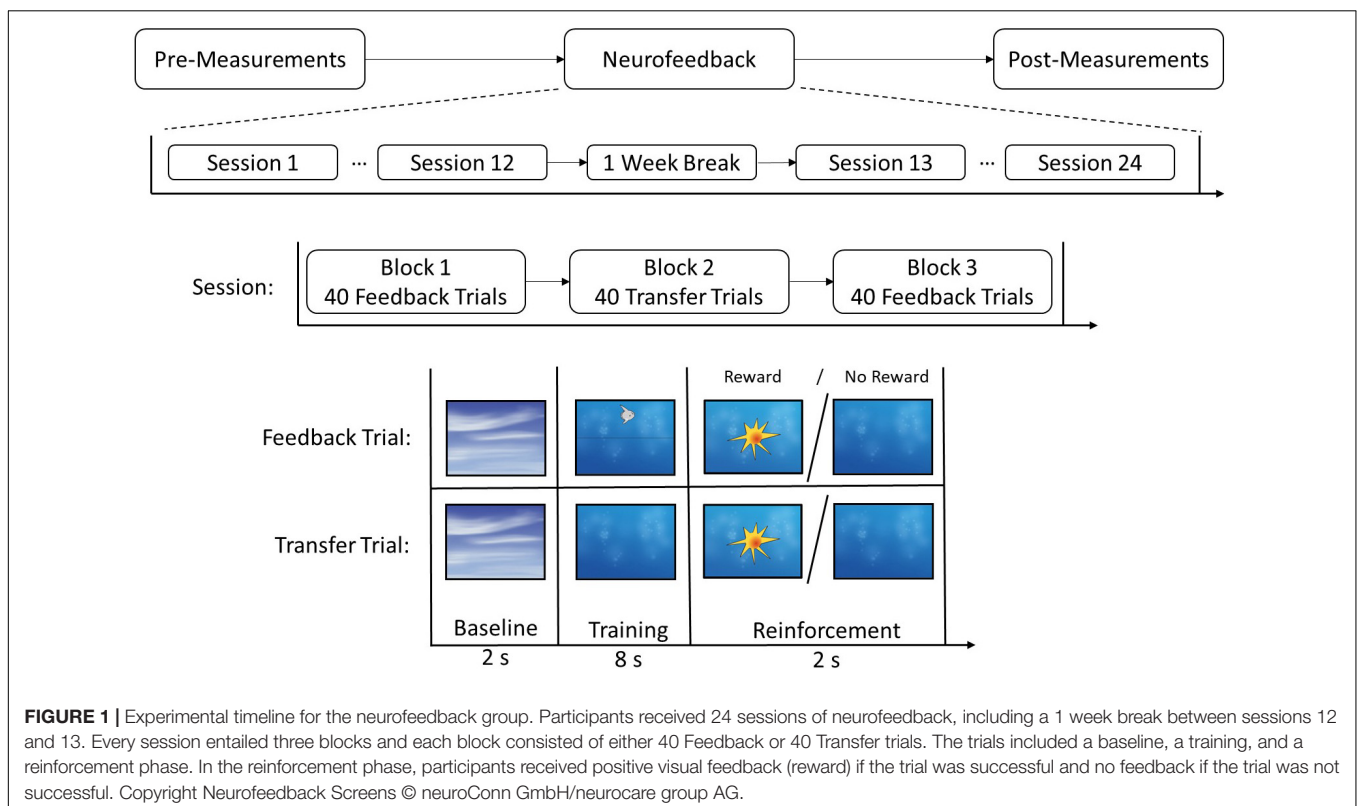 Pre-Measurements
Neurofeedback
Post-Measurements
Session 1
...
Session 12
1 Week Break
Session 13
...
Session 24
Session:
Block 1
40 Feedback Trials
Block 2
40 Transfer Trials
Block 3
40 Feedback Trials
Reward / No Reward
Feedback Trial:
Transfer Trial:
Baseline
Training
Reinforcement
2 s
8 s
2 s
FIGURE 1 | Experimental timeline for the neurofeedback group. Participants received 24 sessions of neurofeedback, including a 1 week break between sessions 12
and 13. Every session entailed three blocks and each block consisted of either 40 Feedback or 40 Transfer trials. The trials included a baseline, a training, and a
reinforcement phase. In the reinforcement phase, participants received positive visual feedback (reward) if the trial was successful and no feedback if the trial was not
successful. Copyright Neurofeedback Screens © neuroConn GmbH/neurocare group AG.